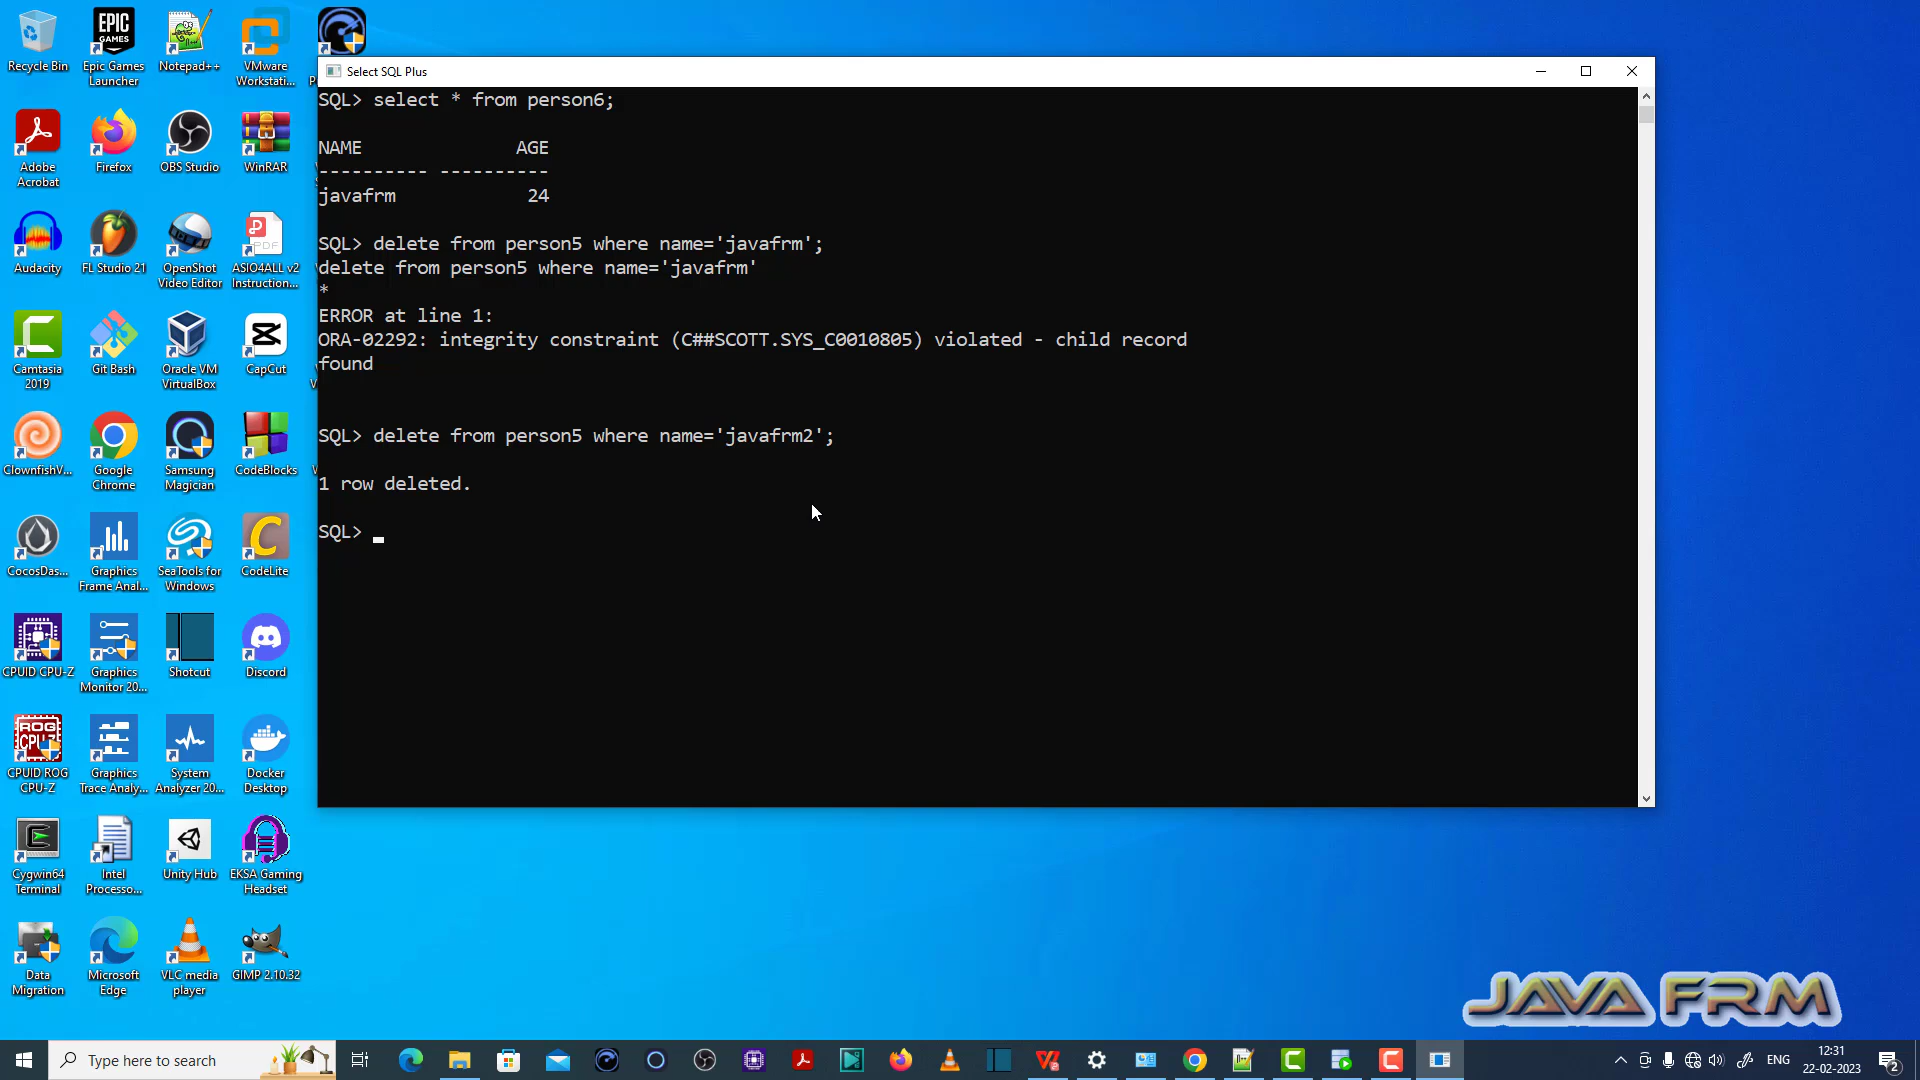 Select SQL Plus
SQL> select * from person6;
NAME AGE
---------- ----------
javafrm 24
SQL> delete from person5 where name='javafrm';
delete from person5 where name='javafrm'
*
ERROR at line 1:
ORA-02292: integrity constraint (C##SCOTT.SYS_C0010805) violated - child record
found
SQL> delete from person5 where name='javafrm2';
1 row deleted.
SQL>
Recycle Bin
Epic Games
Launcher
Notepad++
VMware
Workstati...
EPIC
GAMES
Adobe
Acrobat
Firefox
OBS Studio
WinRAR
Audacity
FL Studio 21
OpenShot
Video Editor
PDF
ASIO4ALL v2
Instruction...
Camtasia
2019
Git Bash
Oracle VM
VirtualBox
CapCut
ClownfishV...
Google
Chrome
Samsung
Magician
CodeBlocks
CocosDas...
Graphics
Frame Anal...
SeaTools for
Windows
CodeLite
CPUID CPU-Z
Graphics
Monitor 20...
Shotcut
Discord
ROG
CPU-Z
CPUID ROG
CPU-Z
Graphics
Trace Analy...
System
Analyzer 20...
Docker
Desktop
Cygwin64
Terminal
Intel
Processo...
Unity Hub
EKSA Gaming
Headset
Data
Migration
Microsoft
Edge
VLC media
player
GIMP 2.10.32
JAVA FRM
Type here to search
ENG
12:31
22-02-2023
2